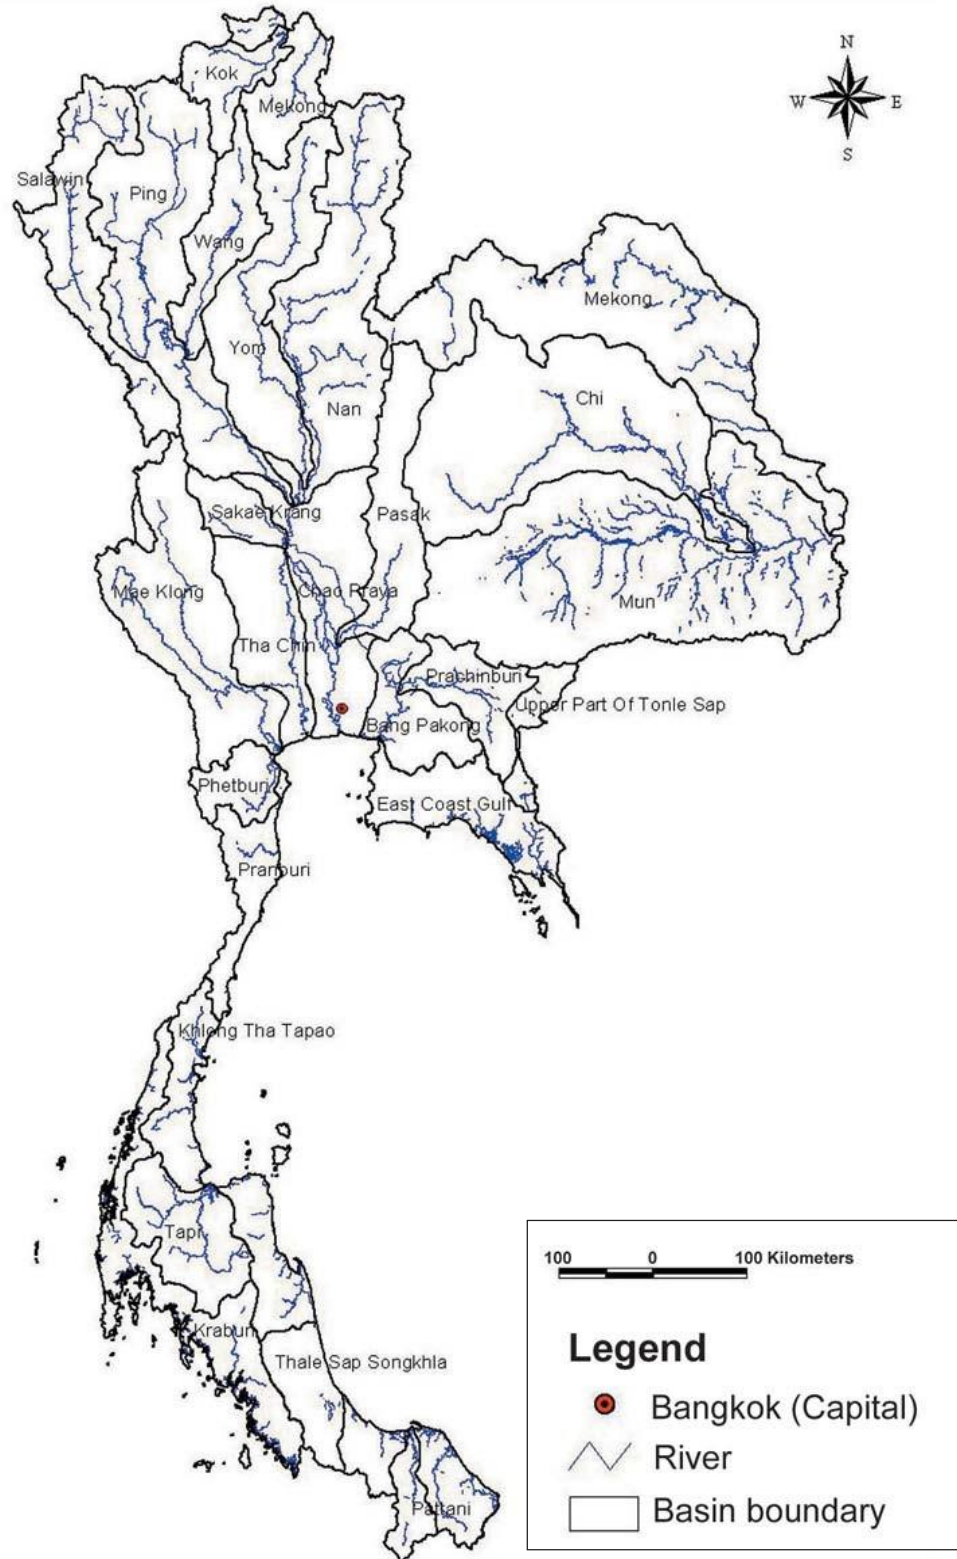 N
W
E
S
Kok
Mekong
Salawin
Ping
Wang
Mekong
Yom
Nan
Chi
Sakae Krang
Pasak
Mae Klong
Chao Praya
Mun
Tha Chin
Prachinburi
Upper Part Of Tonle Sap
Bang Pakong
Phetburi
East Coast Gulf
Pranburi
Khlong Tha Tapao
Tapi
Kraburi
Thale Sap Songkhla
Pattani
100 0 100 Kilometers
Legend
Bangkok (Capital)
River
Basin boundary